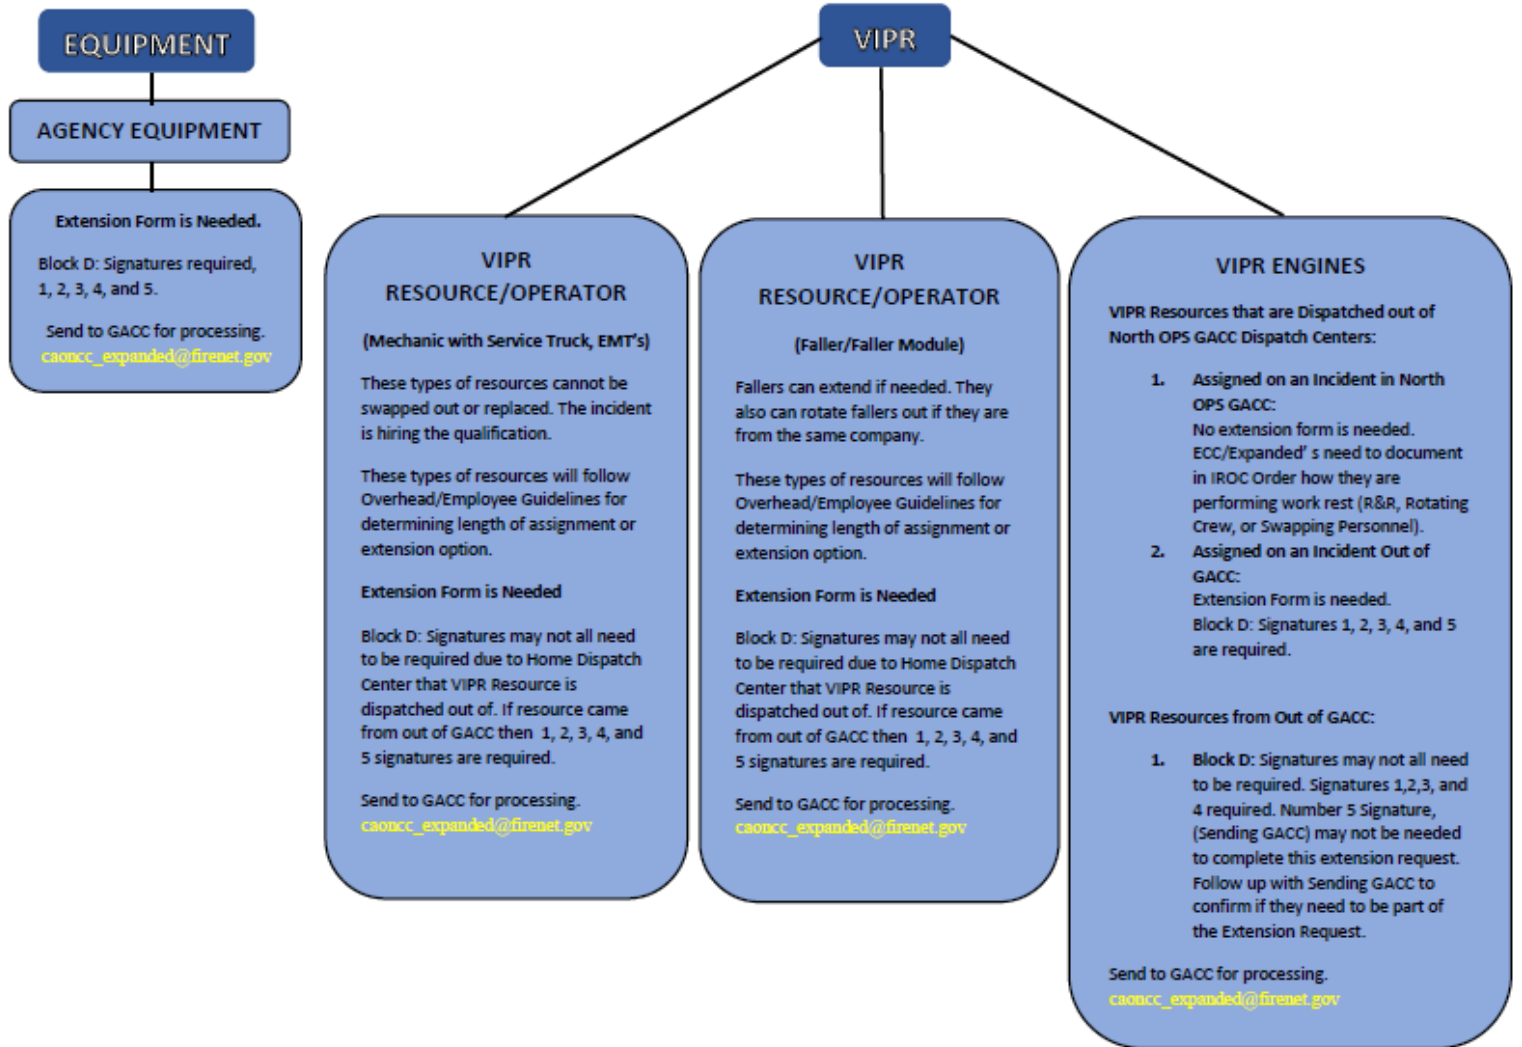 EQUIPMENT
AGENCY EQUIPMENT
Extension Form is Needed.
Block D: Signatures required,
1, 2, 3, 4, and 5.
Send to GACC for processing.
caoncc_expanded@firenet.gov
VIPR
VIPR
RESOURCE/OPERATOR
(Mechanic with Service Truck, EMT's)
These types of resources cannot be
swapped out or replaced. The incident
is hiring the qualification.
These types of resources will follow
Overhead/Employee Guidelines for
determining length of assignment or
extension option.
Extension Form is Needed
Block D: Signatures may not all need
to be required due to Home Dispatch
Center that VIPR Resource is
dispatched out of. If resource came
from out of GACC then  1, 2, 3, 4, and
5 signatures are required.
Send to GACC for processing.
caoncc_expanded@firenet.gov
VIPR
RESOURCE/OPERATOR
(Faller/Faller Module)
Fallers can extend if needed. They
also can rotate fallers out if they are
from the same company.
These types of resources will follow
Overhead/Employee Guidelines for
determining length of assignment or
extension option.
Extension Form is Needed
Block D: Signatures may not all need
to be required due to Home Dispatch
Center that VIPR Resource is
dispatched out of. If resource came
from out of GACC then  1, 2, 3, 4, and
5 signatures are required.
Send to GACC for processing.
caoncc_expanded@firenet.gov
VIPR ENGINES
VIPR Resources that are Dispatched out of
North OPS GACC Dispatch Centers:
1. Assigned on an Incident in North
OPS GACC:
No extension form is needed.
ECC/Expanded' s need to document
in IROC Order how they are
performing work rest (R&R, Rotating
Crew, or Swapping Personnel).
2. Assigned on an Incident Out of
GACC:
Extension Form is needed.
Block D: Signatures 1, 2, 3, 4, and 5
are required.
VIPR Resources from Out of GACC:
1. Block D: Signatures may not all need
to be required. Signatures 1,2,3, and
4 required. Number 5 Signature,
(Sending GACC) may not be needed
to complete this extension request.
Follow up with Sending GACC to
confirm if they need to be part of
the Extension Request.
Send to GACC for processing.
caoncc_expanded@firenet.gov